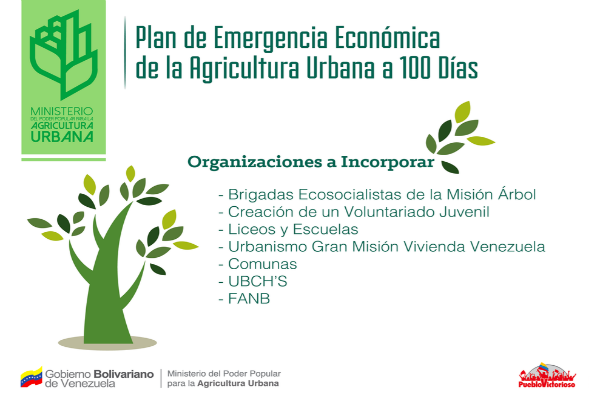 Plan de Emergencia Económica
de la Agricultura Urbana a 100 Días
MINISTERIO
DEL PODER POPULAR PARA LA
AGRICULTURA
URBANA
Organizaciones a Incorporar
- Brigadas Ecosocialistas de la Misión Árbol
- Creación de un Voluntariado Juvenil
- Liceos y Escuelas
- Urbanismo Gran Misión Vivienda Venezuela
- Comunas
- UBCH'S
- FANB
Gobierno Bolivariano
de Venezuela
Ministerio del Poder Popular
para la Agricultura Urbana
PuebloVictorioso